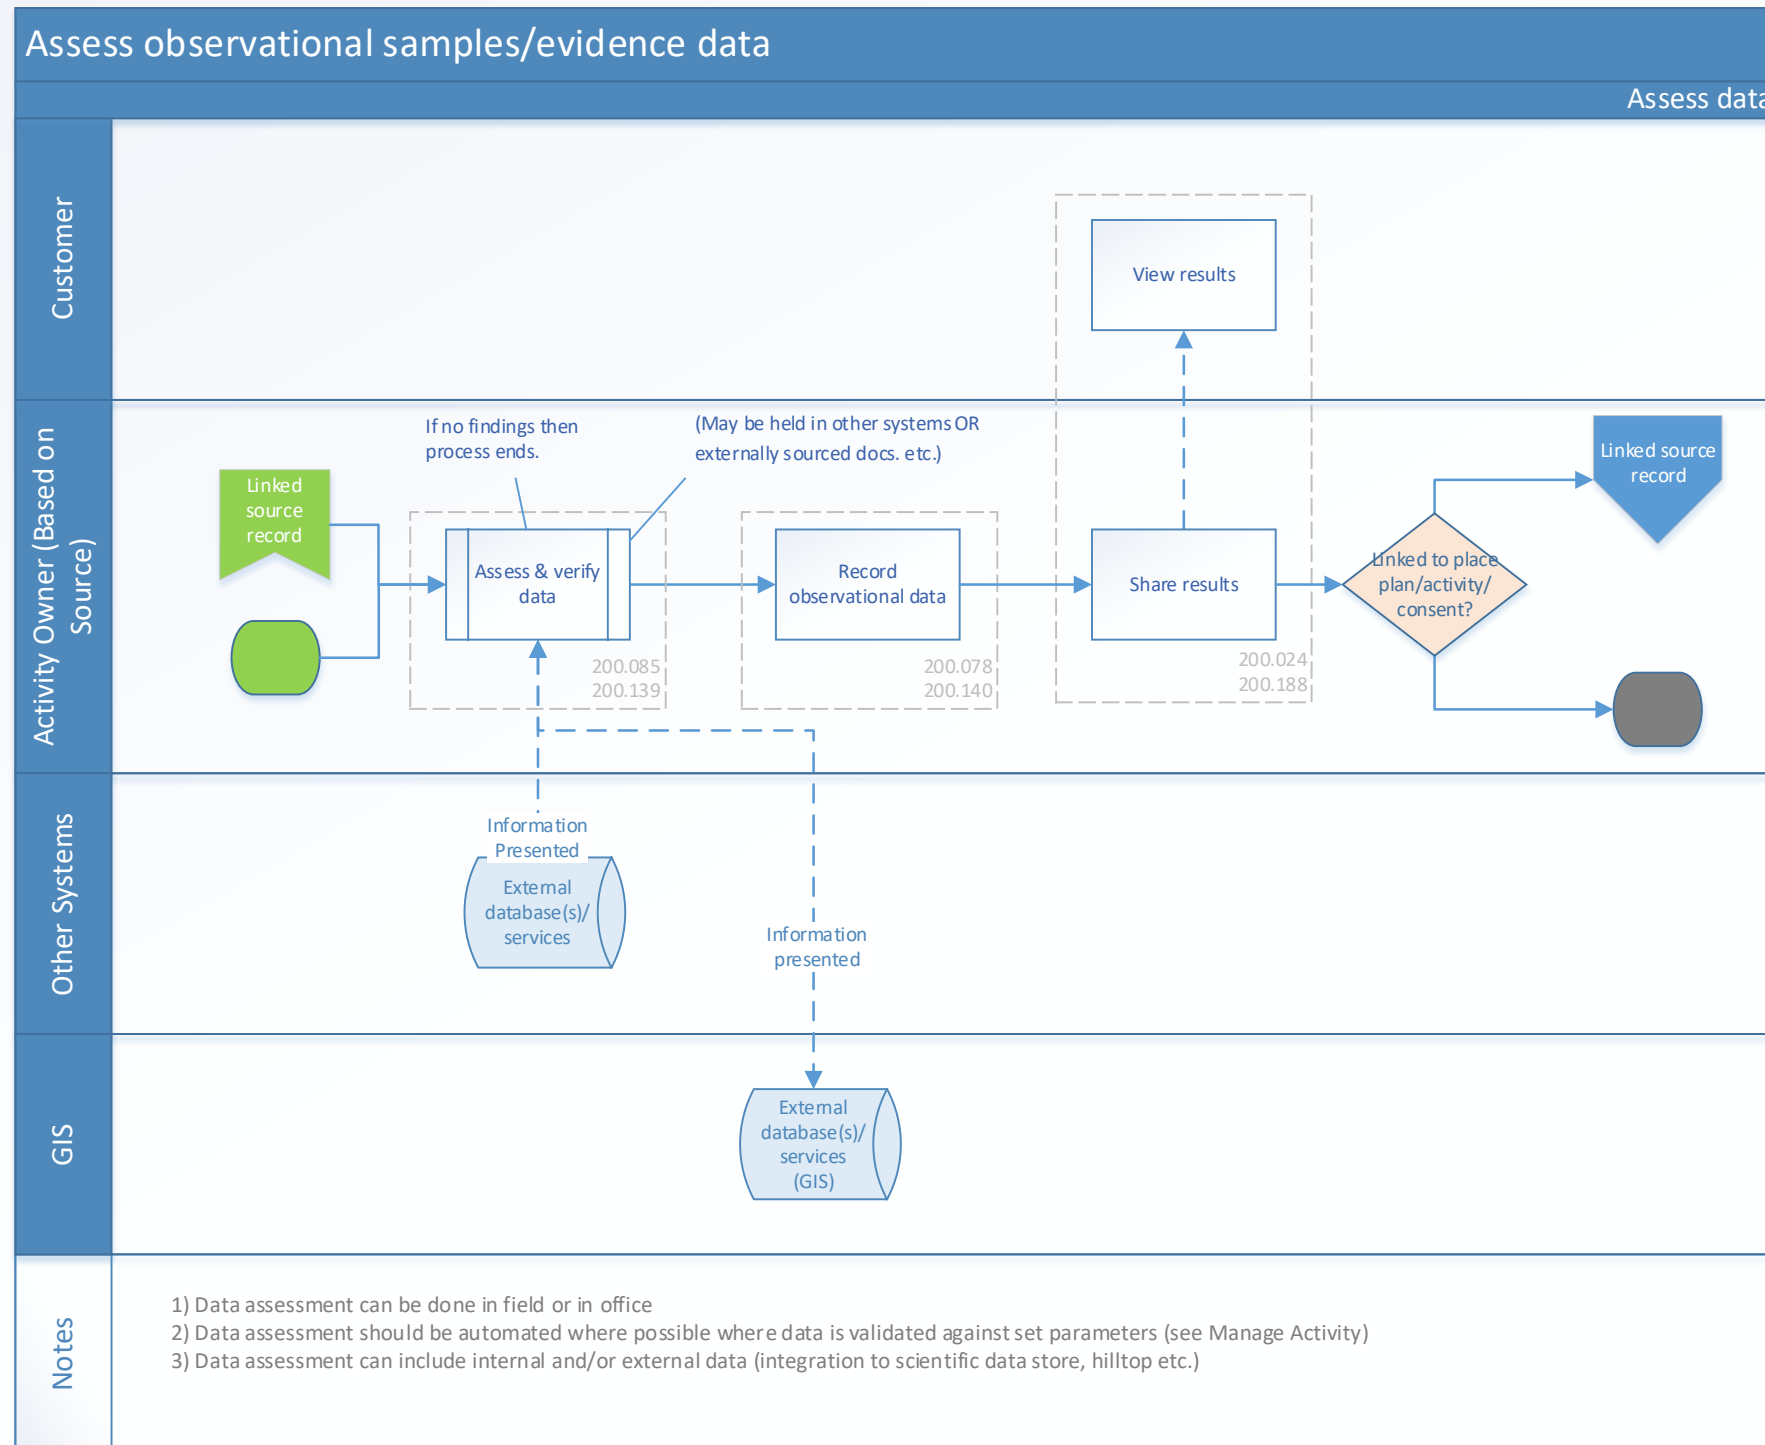 Assess observational samples/evidence data
Assess data
Customer
View results
Activity Owner (Based on
Source)
If no findings then
process ends.
(May be held in other systems OR
externally sourced docs. etc.)
Linked
source
record
Assess & verify
data
200.085
200.139
Record
observational data
200.078
200.140
Share results
200.024
200.188
Linked to place
plan/activity/
consent?
Linked source
record
Other Systems
Information
Presented
External
database(s)/
services
Information
presented
GIS
External
database(s)/
services
(GIS)
Notes
1) Data assessment can be done in field or in office
2) Data assessment should be automated where possible where data is validated against set parameters (see Manage Activity)
3) Data assessment can include internal and/or external data (integration to scientific data store, hilltop etc.)